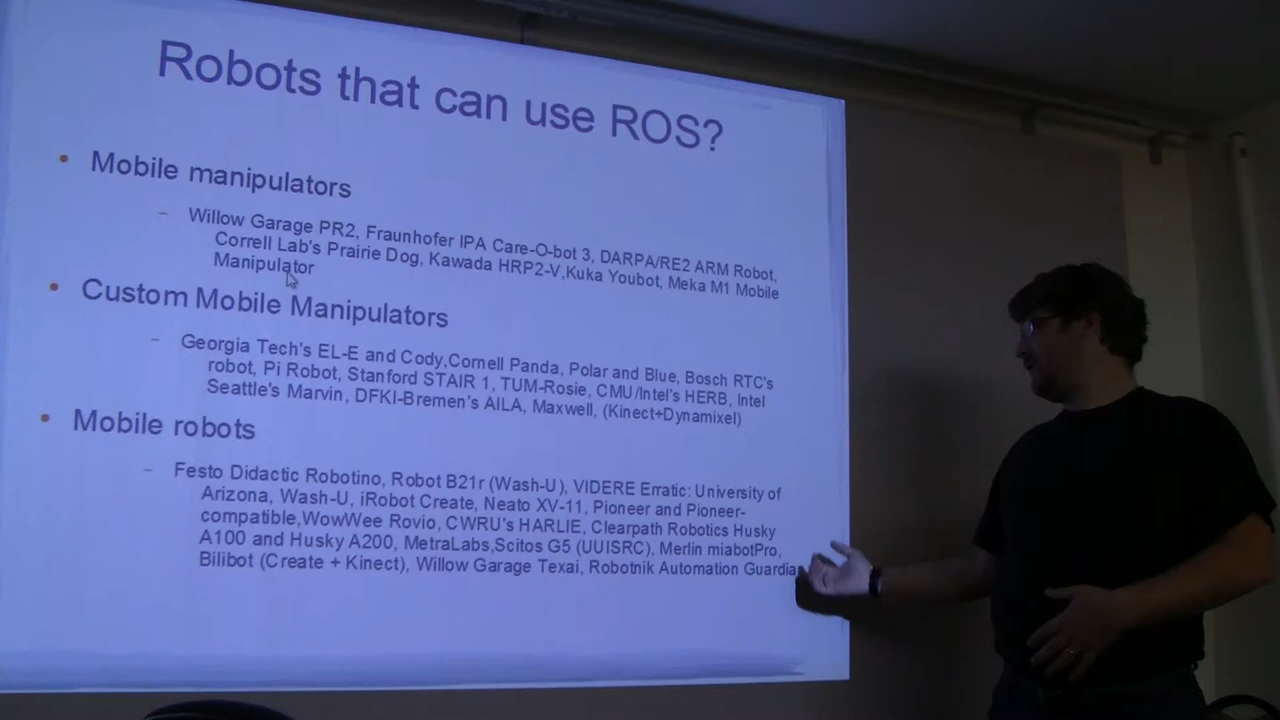 Robots that can use ROS?
• Mobile manipulators
– Willow Garage PR2, Fraunhofer IPA Care-O-bot 3, DARPA/RE2 ARM Robot,
Correll Lab's Prairie Dog, Kawada HRP2-V,Kuka Youbot, Meka M1 Mobile
Manipulator
• Custom Mobile Manipulators
– Georgia Tech's EL-E and Cody,Cornell Panda, Polar and Blue, Bosch RTC's
robot, Pi Robot, Stanford STAIR 1, TUM-Rosie, CMU/Intel's HERB, Intel
Seattle's Marvin, DFKI-Bremen's AILA, Maxwell, (Kinect+Dynamixel)
• Mobile robots
– Festo Didactic Robotino, Robot B21r (Wash-U), VIDERE Erratic: University of
Arizona, Wash-U, iRobot Create, Neato XV-11, Pioneer and Pioneer-
compatible,WowWee Rovio, CWRU's HARLIE, Clearpath Robotics Husky
A100 and Husky A200, MetraLabs,Scitos G5 (UUISRC), Merlin miabotPro,
Bilibot (Create + Kinect), Willow Garage Texai, Robotnik Automation Guardia